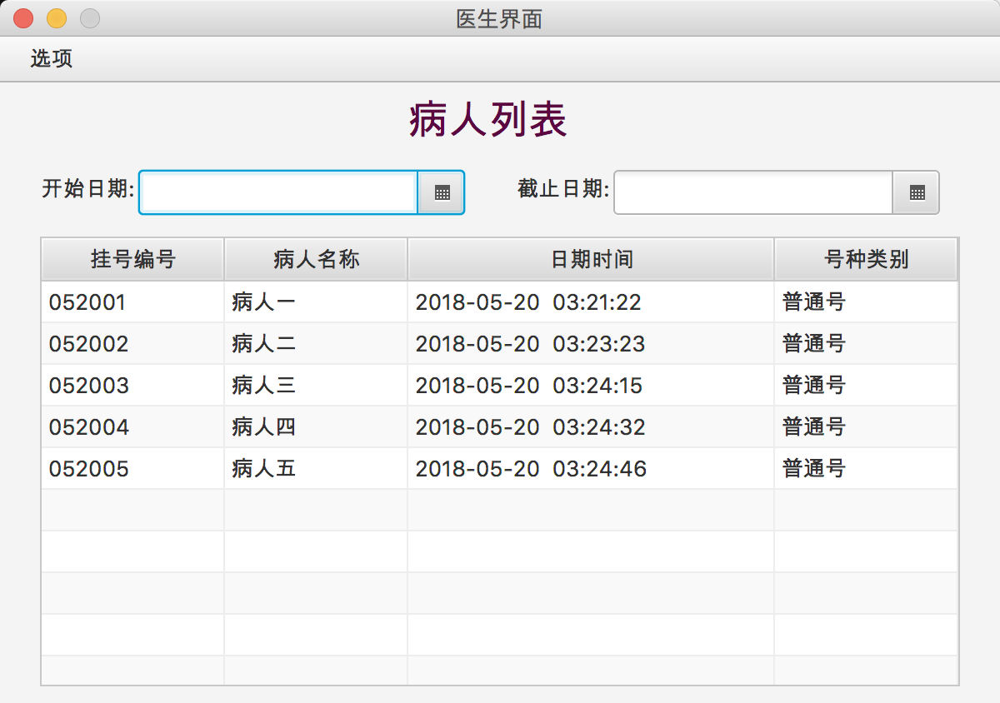 医生界面
选项
病人列表
开始日期: 截止日期:
挂号编号 病人名称 日期时间 号种类别
052001 病人一 2018-05-20 03:21:22 普通号
052002 病人二 2018-05-20 03:23:23 普通号
052003 病人三 2018-05-20 03:24:15 普通号
052004 病人四 2018-05-20 03:24:32 普通号
052005 病人五 2018-05-20 03:24:46 普通号